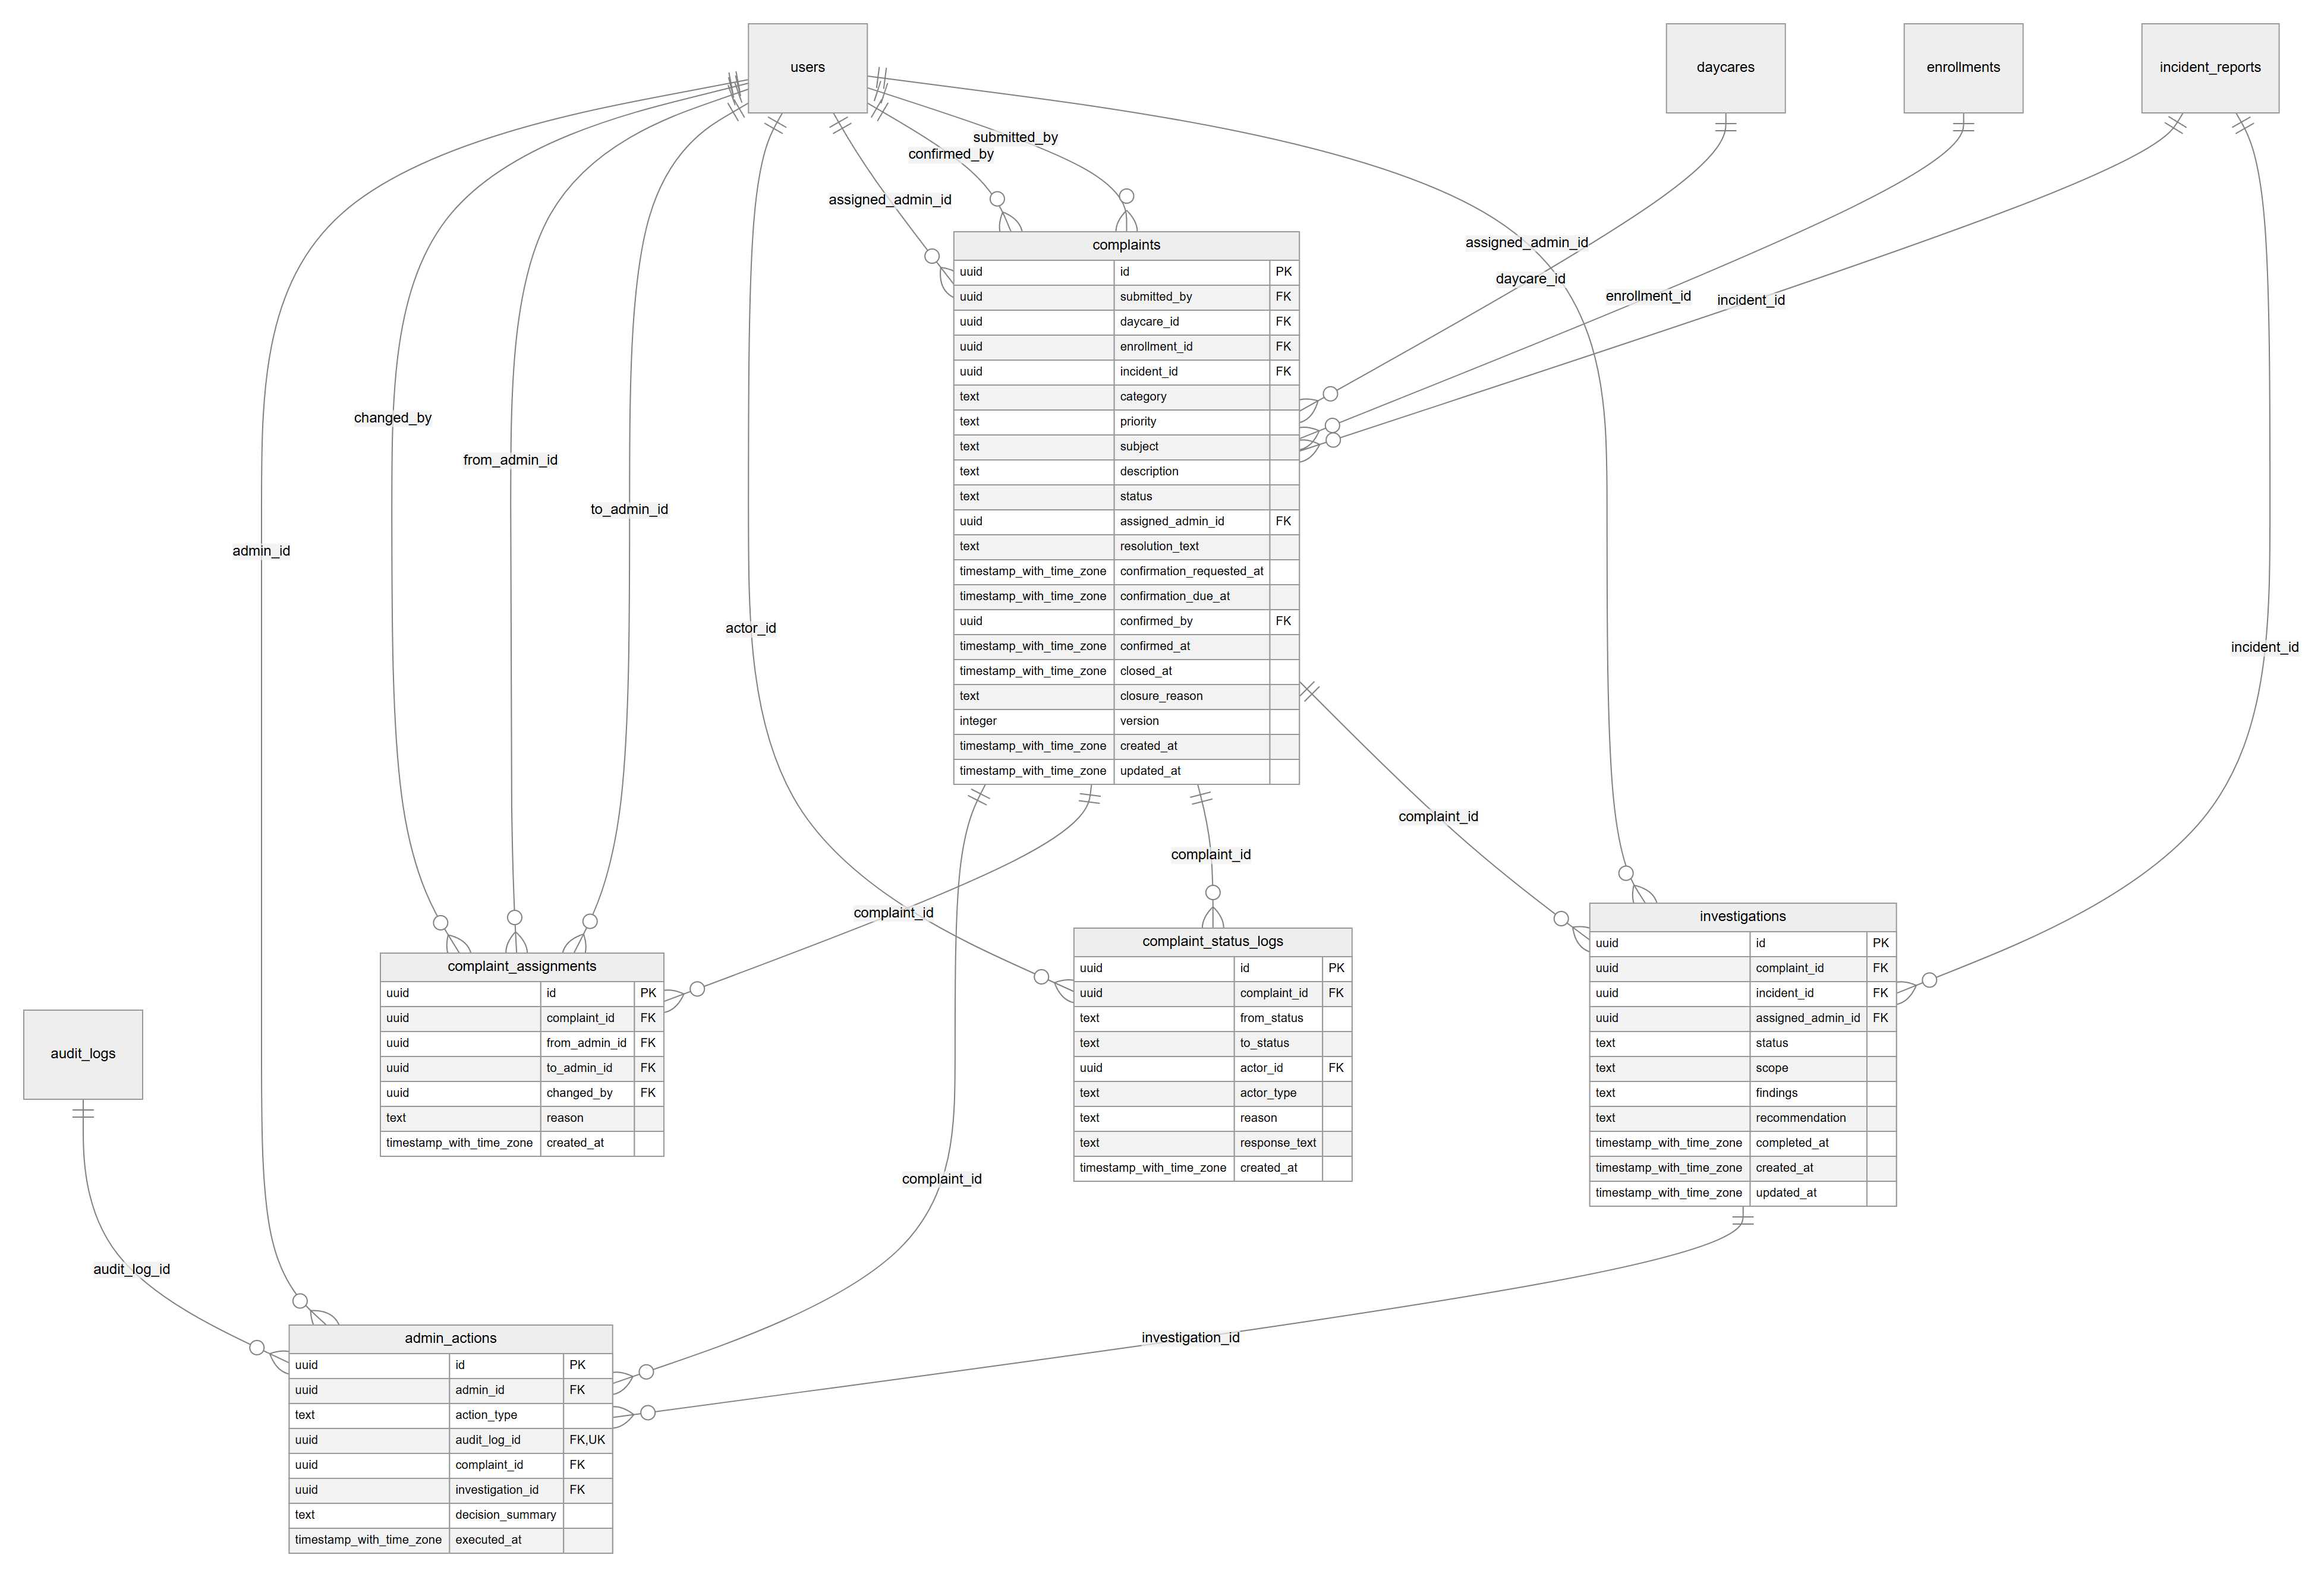 users
daycares
enrollments
incident_reports
submitted_by
confirmed_by
assigned_admin_id
assigned_admin_id
daycare_id
enrollment_id
incident_id
changed_by
from_admin_id
to_admin_id
admin_id
actor_id
incident_id
complaints
uuid id PK
uuid submitted_by FK
uuid daycare_id FK
uuid enrollment_id FK
uuid incident_id FK
text category
text priority
text subject
text description
text status
uuid assigned_admin_id FK
text resolution_text
timestamp_with_time_zone confirmation_requested_at
timestamp_with_time_zone confirmation_due_at
uuid confirmed_by FK
timestamp_with_time_zone confirmed_at
timestamp_with_time_zone closed_at
text closure_reason
integer version
timestamp_with_time_zone created_at
timestamp_with_time_zone updated_at
complaint_id
complaint_id
complaint_id
complaint_id
complaint_assignments
uuid id PK
uuid complaint_id FK
uuid from_admin_id FK
uuid to_admin_id FK
uuid changed_by FK
text reason
timestamp_with_time_zone created_at
complaint_status_logs
uuid id PK
uuid complaint_id FK
text from_status
text to_status
uuid actor_id FK
text actor_type
text reason
text response_text
timestamp_with_time_zone created_at
investigations
uuid id PK
uuid complaint_id FK
uuid incident_id FK
uuid assigned_admin_id FK
text status
text scope
text findings
text recommendation
timestamp_with_time_zone completed_at
timestamp_with_time_zone created_at
timestamp_with_time_zone updated_at
audit_logs
audit_log_id
investigation_id
admin_actions
uuid id PK
uuid admin_id FK
text action_type
uuid audit_log_id FK,UK
uuid complaint_id FK
uuid investigation_id FK
text decision_summary
timestamp_with_time_zone executed_at